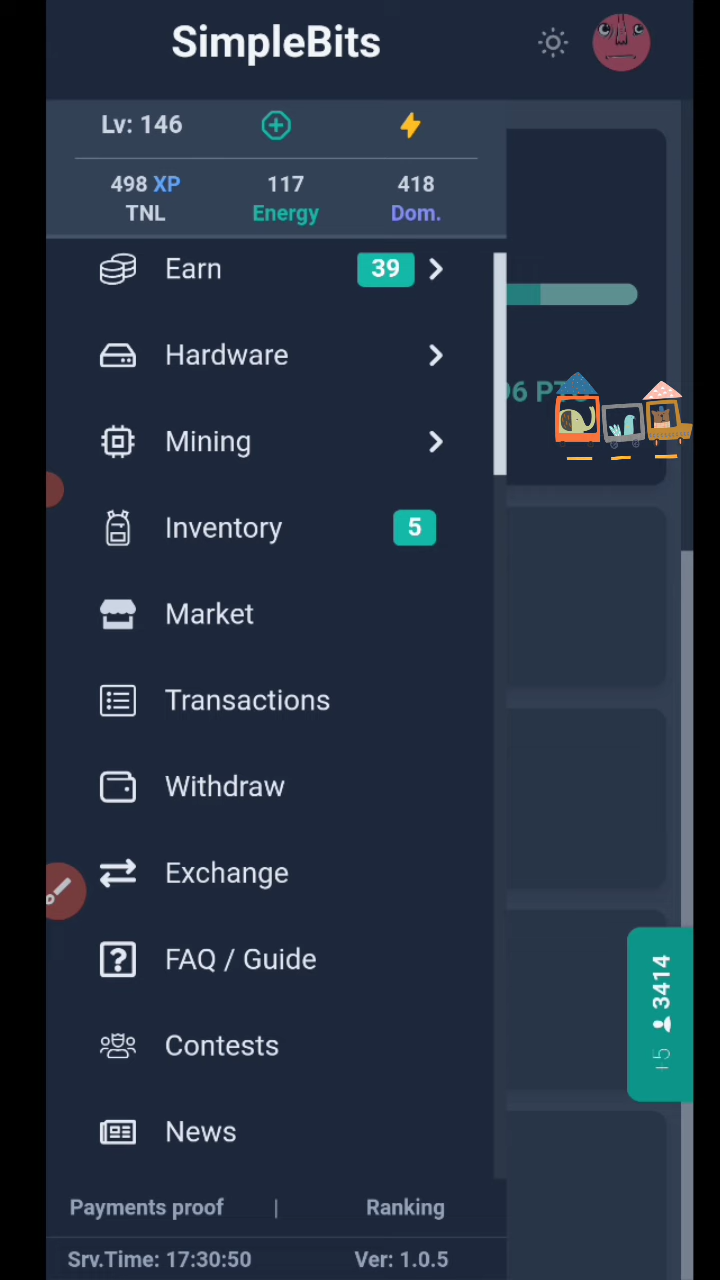 SimpleBits
Lv: 146
498 XP
TNL
117
Energy
418
Dom.
Earn
39
Hardware
Mining
Inventory
5
Market
Transactions
Withdraw
Exchange
FAQ / Guide
Contests
News
3414
+5
Payments proof | Ranking
Srv.Time: 17:30:50
Ver: 1.0.5